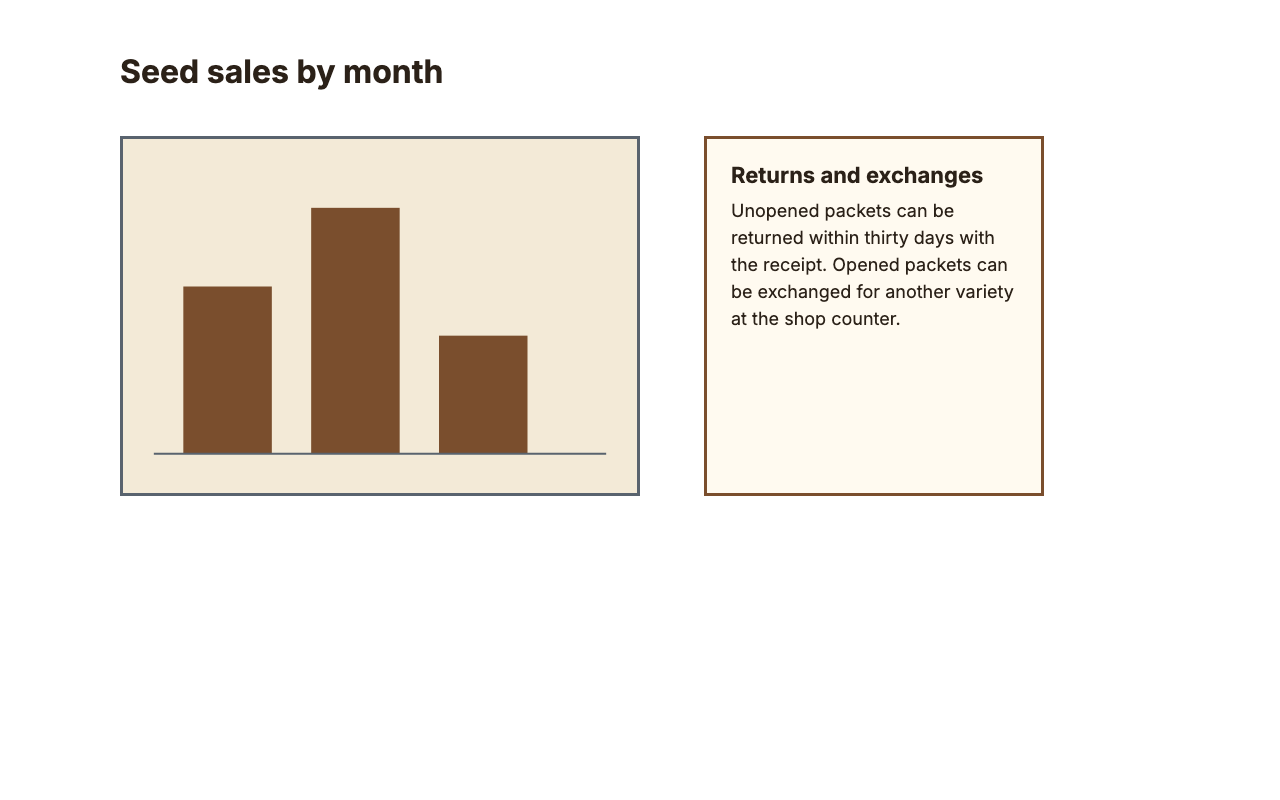 Seed sales by month
Returns and exchanges
Unopened packets can be
returned within thirty days with
the receipt. Opened packets can
be exchanged for another variety
at the shop counter.